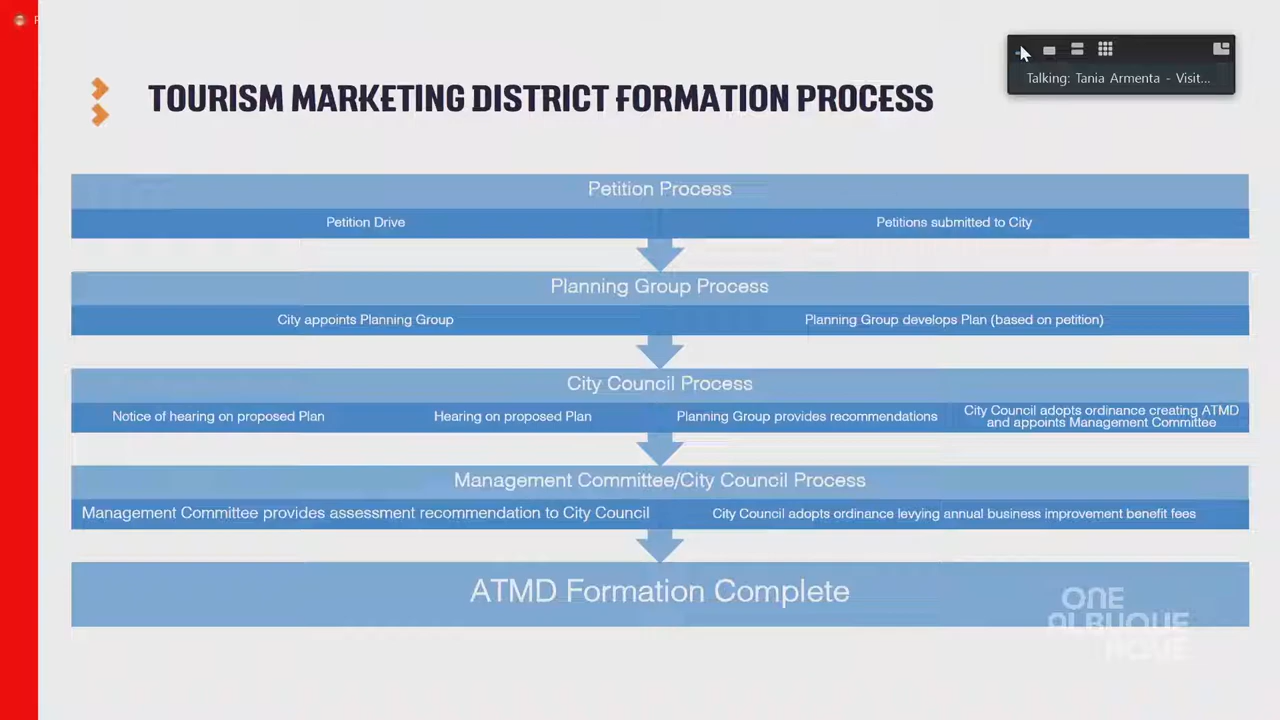 Talking: Tania Armenta - Visit...
TOURISM MARKETING DISTRICT FORMATION PROCESS
Petition Process
Petition Drive
Petitions submitted to City
Planning Group Process
City appoints Planning Group
Planning Group develops Plan (based on petition)
City Council Process
Notice of hearing on proposed Plan
Hearing on proposed Plan
Planning Group provides recommendations
City Council adopts ordinance creating ATMD
and appoints Management Committee
Management Committee/City Council Process
Management Committee provides assessment recommendation to City Council
City Council adopts ordinance levying annual business improvement benefit fees
ATMD Formation Complete
ONE
ALBUQUE
RQUE